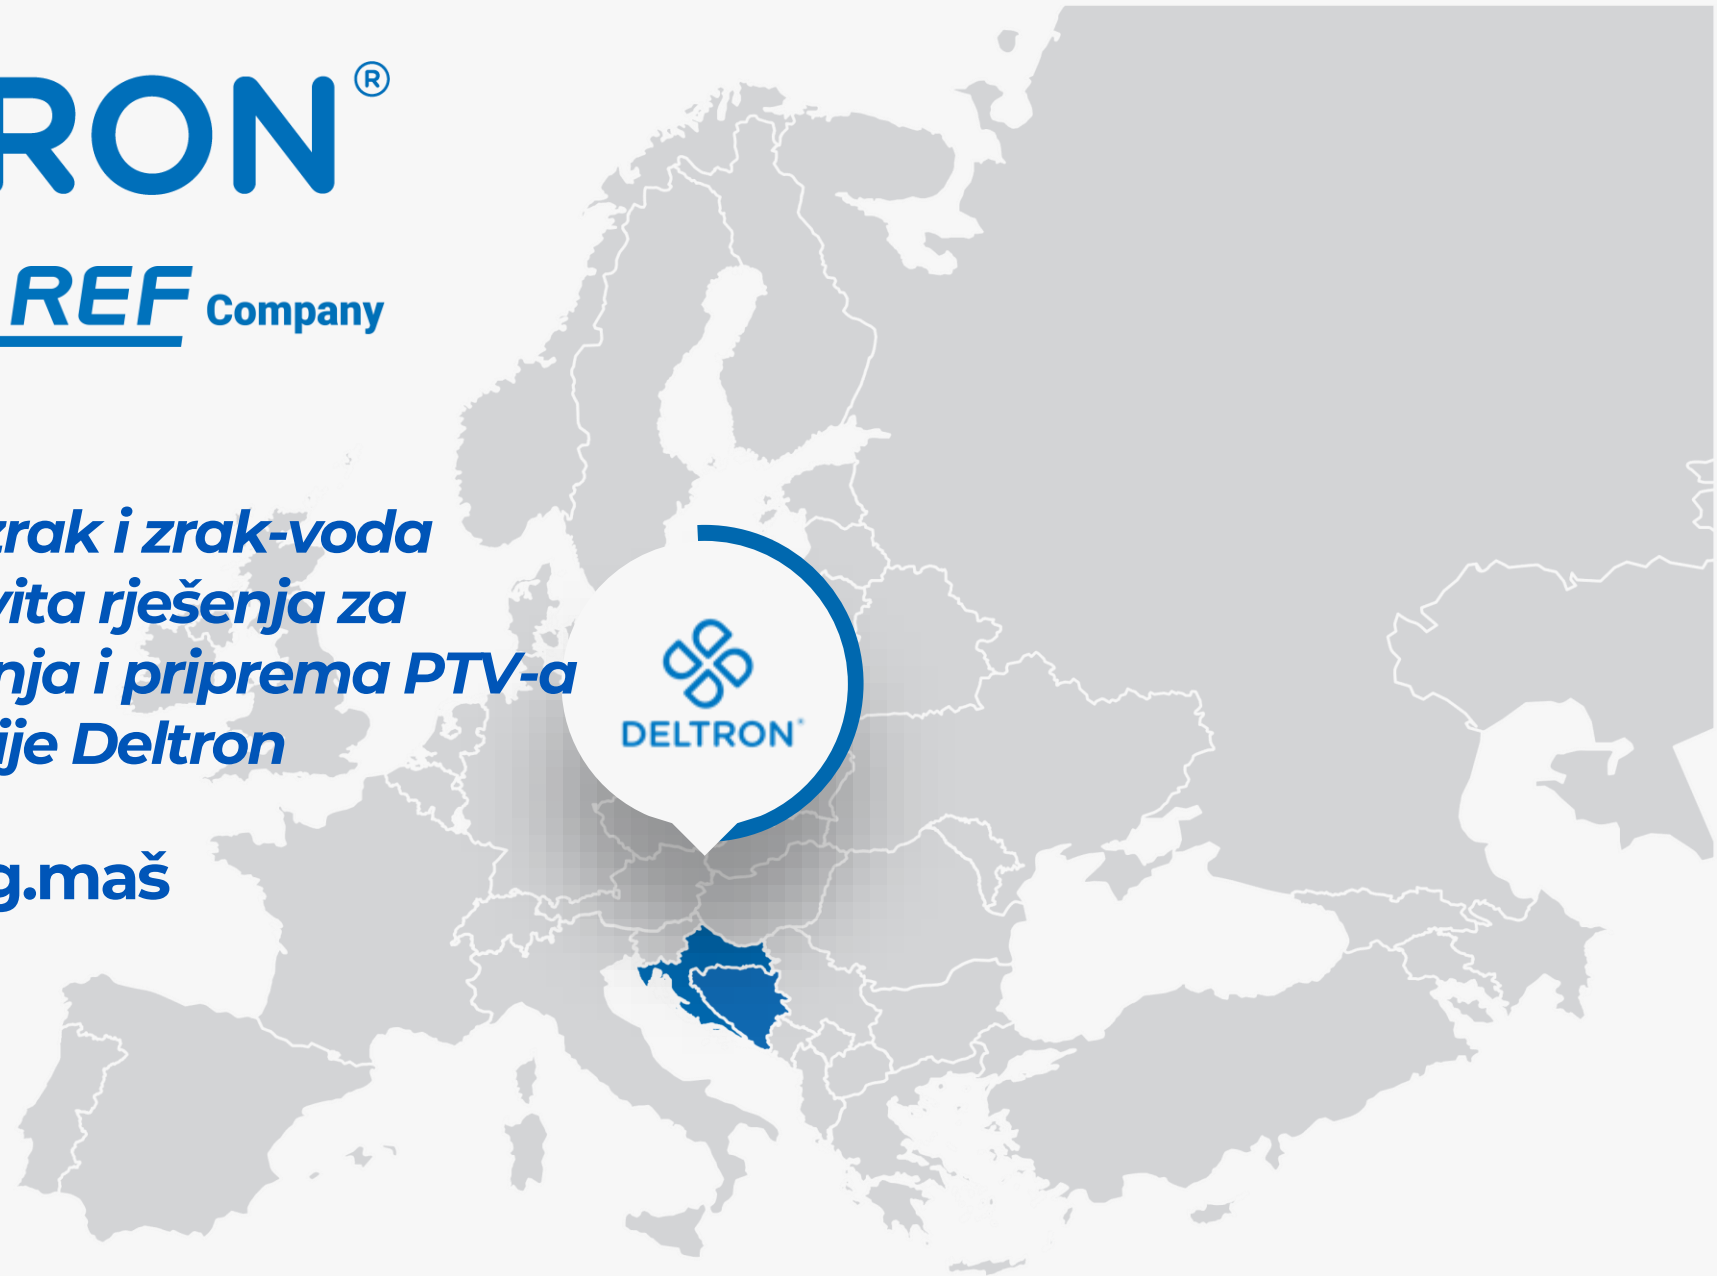 RON®
REF Company
zrak i zrak-voda
vita rješenja za
nja i priprema PTV-a
ije Deltron
g.maš
DELTRON®